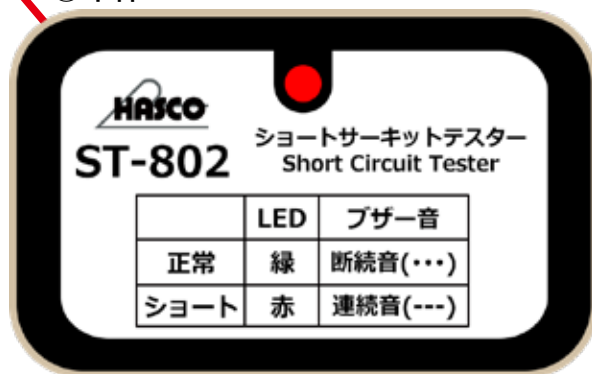 HASCO
ST-802
ショートサーキットテスター
Short Circuit Tester
LED ブザー音
正常 緑 断続音(・・・)
ショート 赤 連続音(---)